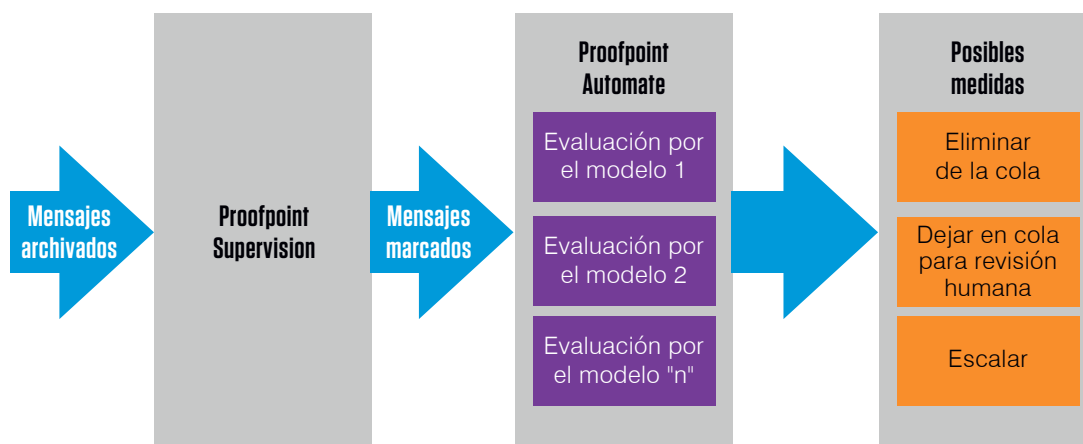 Mensajes
archivados
Proofpoint
Supervision
Mensajes
marcados
Proofpoint
Automate
Evaluación por
el modelo 1
Evaluación por
el modelo 2
Evaluación por
el modelo "n"
Posibles
medidas
Eliminar
de la cola
Dejar en cola
para revisión
humana
Escalar